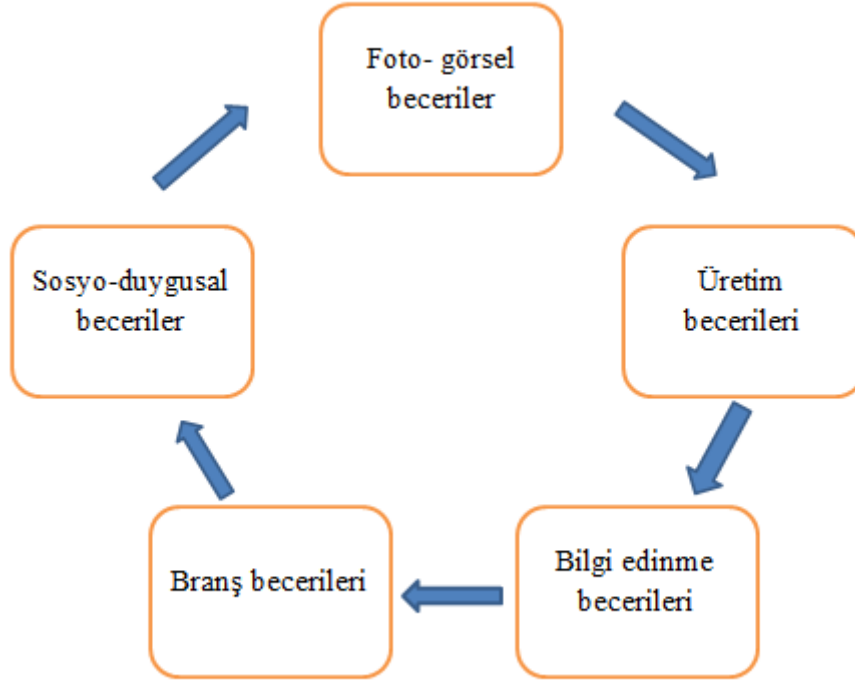 Foto- görsel
beceriler
Üretim
becerileri
Bilgi edinme
becerileri
Branş becerileri
Sosyo-duygusal
beceriler